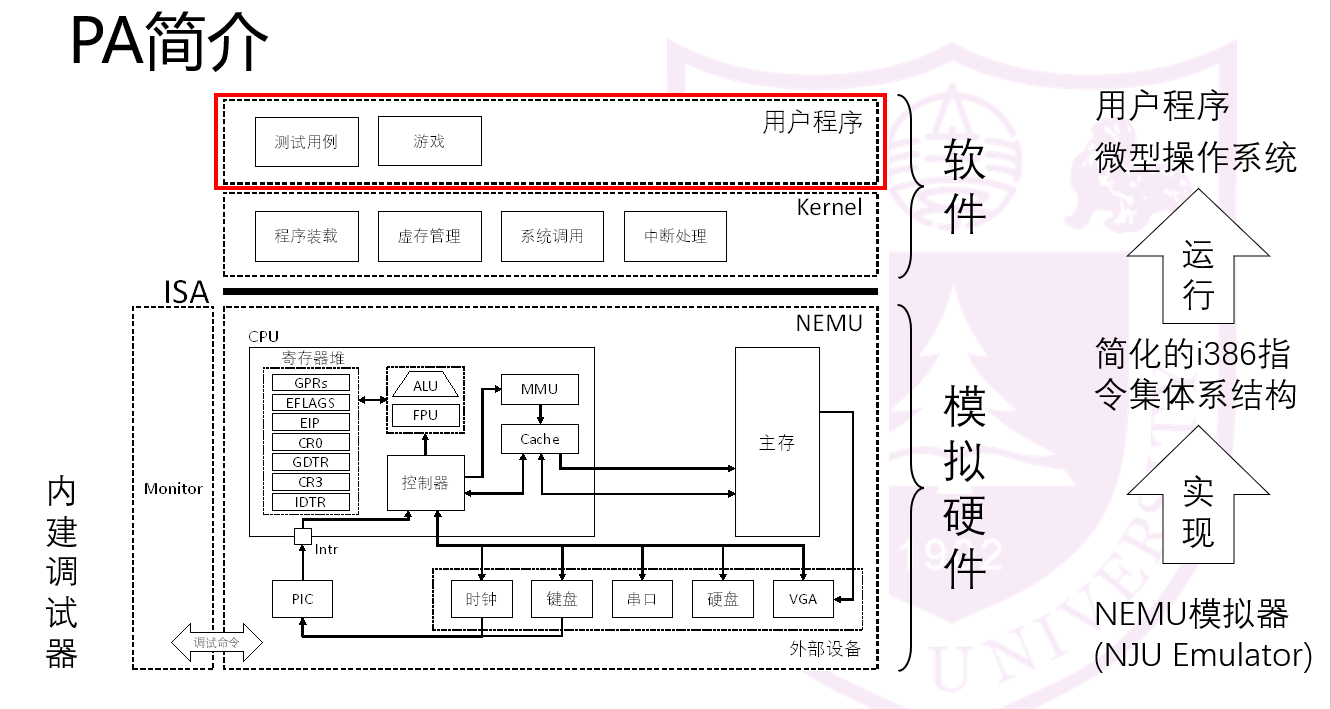 PA简介
测试用例
游戏
用户程序
程序装载
虚存管理
系统调用
中断处理
Kernel
ISA
NEMU
CPU
寄存器堆
GPRs
EFLAGS
EIP
CR0
GDTR
CR3
IDTR
ALU
FPU
控制器
MMU
Cache
主存
Intr
PIC
时钟
键盘
串口
硬盘
VGA
外部设备
Monitor
调试命令
内建调试器
软件
模拟硬件
用户程序
微型操作系统
运行
简化的i386指
令集体系结构
实现
NEMU模拟器
(NJU Emulator)
1902
UNIVERSIT